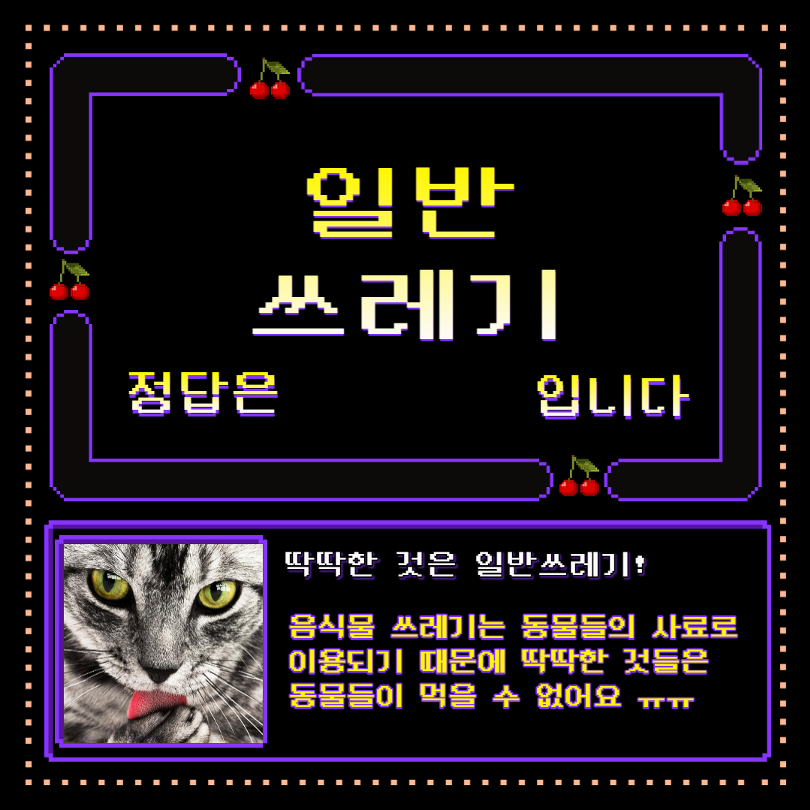 일반
쓰레기
정답은 입니다
딱딱한 것은 일반쓰레기!
음식물 쓰레기는 동물들의 사료로
이용되기 때문에 딱딱한 것들은
동물들이 먹을 수 없어요 ㅠㅠ